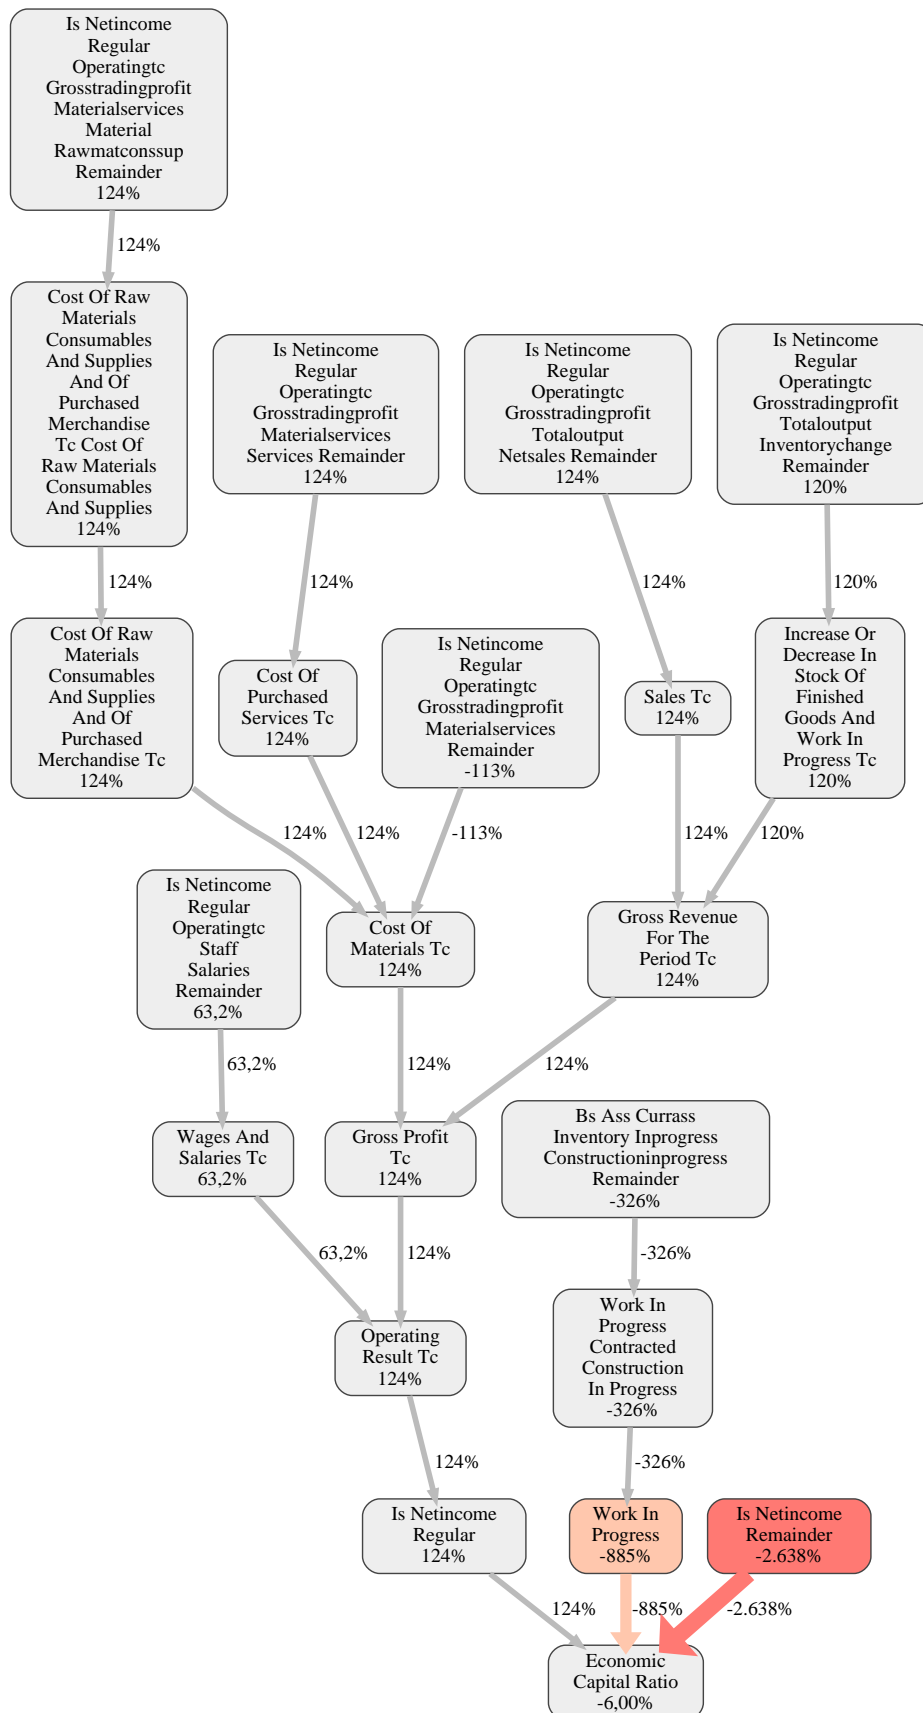 Is Netincome
Regular
Operatingtc
Grosstradingprofit
Materialservices
Material
Rawmatconssup
Remainder
124%
124%
Cost Of Raw
Materials
Consumables
And Supplies
And Of
Purchased
Merchandise
Tc Cost Of
Raw Materials
Consumables
And Supplies
124%
Is Netincome
Regular
Operatingtc
Grosstradingprofit
Materialservices
Services Remainder
124%
Is Netincome
Regular
Operatingtc
Grosstradingprofit
Totaloutput
Netsales Remainder
124%
Is Netincome
Regular
Operatingtc
Grosstradingprofit
Totaloutput
Inventorychange
Remainder
120%
124%
124%
124%
120%
Cost Of Raw
Materials
Consumables
And Supplies
And Of
Purchased
Merchandise Tc
124%
Cost Of
Purchased
Services Tc
124%
Is Netincome
Regular
Operatingtc
Grosstradingprofit
Materialservices
Remainder
-113%
Sales Tc
124%
Increase Or
Decrease In
Stock Of
Finished
Goods And
Work In
Progress Tc
120%
124%
124%
-113%
124%
120%
Is Netincome
Regular
Operatingtc
Staff
Salaries
Remainder
63,2%
Cost Of
Materials Tc
124%
Gross Revenue
For The
Period Tc
124%
63,2%
124%
124%
Wages And
Salaries Tc
63,2%
Gross Profit
Tc
124%
Bs Ass Currass
Inventory Inprogress
Constructioninprogress
Remainder
-326%
63,2%
124%
-326%
Operating
Result Tc
124%
Work In
Progress
Contracted
Construction
In Progress
-326%
124%
-326%
Is Netincome
Regular
124%
Work In
Progress
-885%
Is Netincome
Remainder
-2.638%
124%
-885%
-2.638%
Economic
Capital Ratio
-6,00%